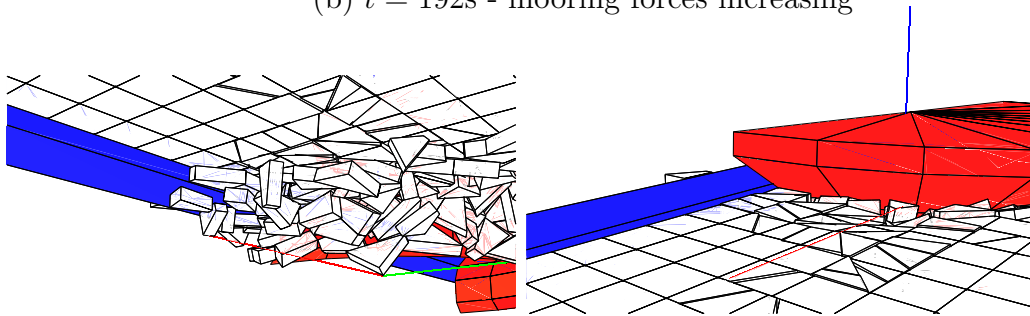 (b) t = 192s - mooring forces increasing